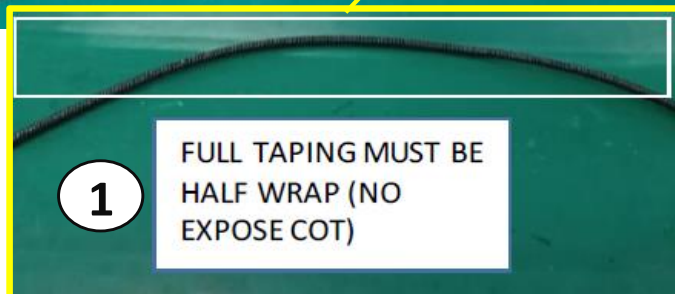 FULL TAPING MUST BE
1
HALF WRAP (NO
EXPOSE COT)